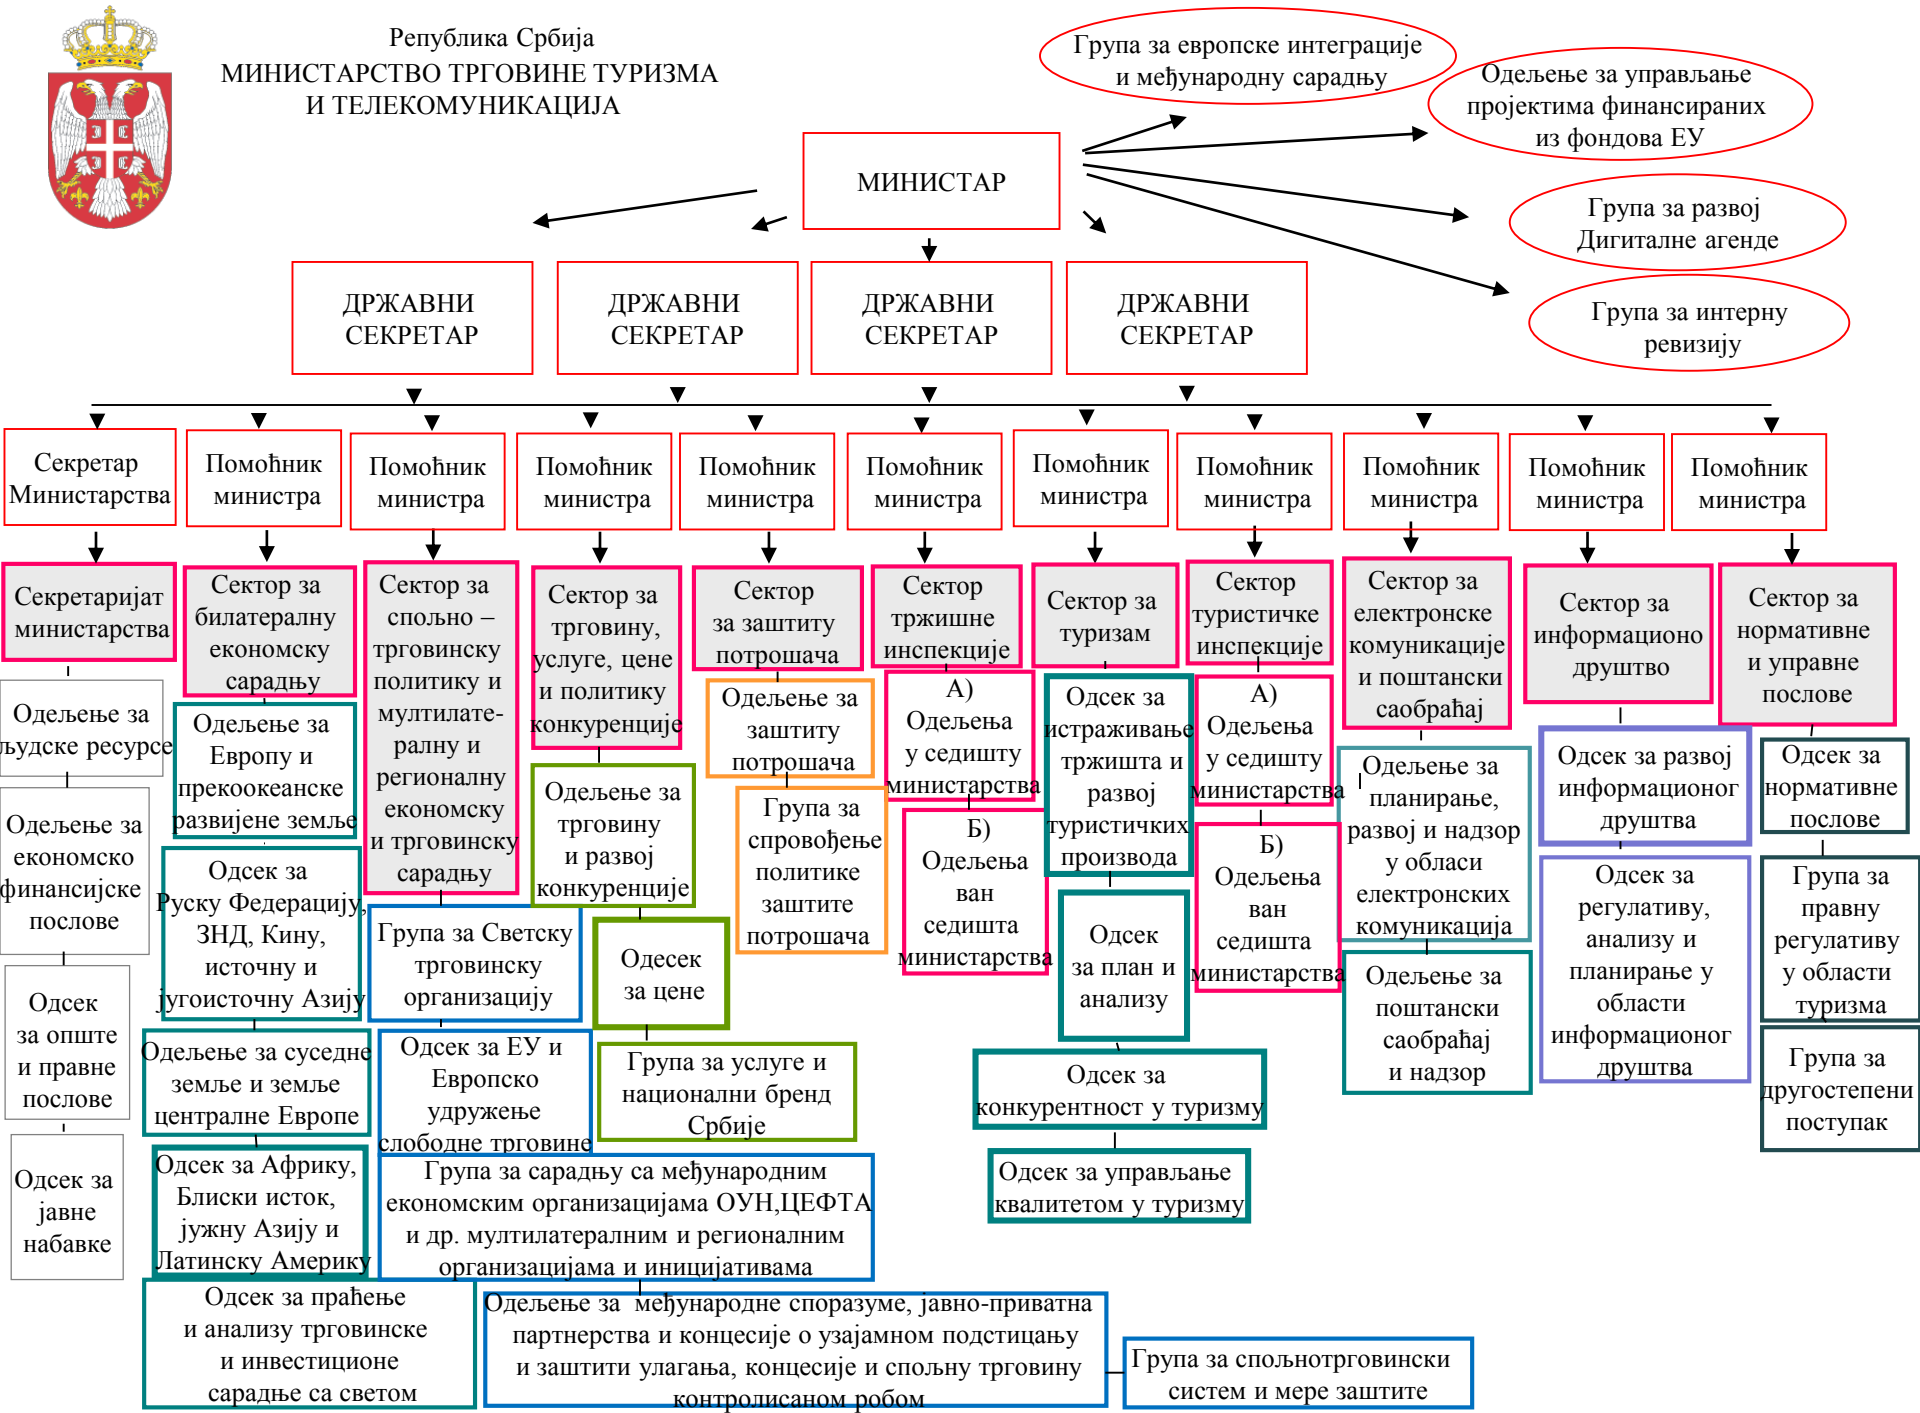 Република Србија
МИНИСТАРСТВО ТРГОВИНЕ ТУРИЗМА
И ТЕЛЕКОМУНИКАЦИЈА
Група за европске интеграције
и међународну сарадњу
Одељење за управљање
пројектима финансираних
из фондова ЕУ
МИНИСТАР
Група за развој
Дигиталне агенде
Група за интерну
ревизију
ДРЖАВНИ
СЕКРЕТАР
ДРЖАВНИ
СЕКРЕТАР
ДРЖАВНИ
СЕКРЕТАР
ДРЖАВНИ
СЕКРЕТАР
Секретар
Министарства
Помоћник
министра
Помоћник
министра
Помоћник
министра
Помоћник
министра
Помоћник
министра
Помоћник
министра
Помоћник
министра
Помоћник
министра
Помоћник
министра
Помоћник
министра
Секретаријат
министарства
Одељење за
људске ресурсе
Одељење за
економско
финансијске
послове
Одсек
за опште
и правне
послове
Одсек за
јавне
набавке
Сектор за
билатералну
економску
сарадњу
Одељење за
Европу и
прекоокеанске
развијене земље
Одсек за
Руску Федерацију,
ЗНД, Кину,
источну и
југоисточну Азију
Одељење за суседне
земље и земље
централне Европе
Одсек за Африку,
Блиски исток,
јужну Азију и
Латинску Америку
Одсек за праћење
и анализу трговинске
и инвестиционе
сарадње са светом
Сектор за
спољно –
трговинску
политику и
мултилате-
ралну и
регионалну
економску
и трговинску
сарадњу
Група за Светску
трговинску
организацију
Одсек за ЕУ и
Европско
удружење
слободне трговине
Група за сарадњу са међународним
економским организацијама ОУН,ЦЕФТА
и др. мултилатералним и регионалним
организацијама и иницијативама
Одељење за међународне споразуме, јавно-приватна
партнерства и концесије о узајамном подстицању
и заштити улагања, концесије и спољну трговину
контролисаном робом
Група за спољнотрговински
систем и мере заштите
Сектор за
трговину,
услуге, цене
и политику
конкуренције
Одељење за
трговину
и развој
конкуренције
Одесек
за цене
Група за услуге и
национални бренд
Србије
Сектор
за заштиту
потрошача
Одељење за
заштиту
потрошача
Група за
спровођење
политике
заштите
потрошача
Сектор
тржишне
инспекције
А)
Одељења
у седишту
министарства
Б)
Одељења
ван
седишта
министарства
Сектор за
туризам
Одсек за
истраживање
тржишта и
развој
туристичких
производа
Одсек
за план и
анализу
Одсек за
конкурентност у туризму
Одсек за управљање
квалитетом у туризму
Сектор
туристичке
инспекције
А)
Одељења
у седишту
министарства
Б)
Одељења
ван
седишта
министарства
Сектор за
електронске
комуникације
и поштански
саобраћај
Одељење за
планирање,
развој и надзор
у обласи
електронских
комуникација
Одељење за
поштански
саобраћај
и надзор
Сектор за
информационо
друштво
Одсек за развој
информационог
друштва
Одсек за
регулативу,
анализу и
планирање у
области
информационог
друштва
Сектор за
нормативне
и управне
послове
Одсек за
нормативне
послове
Група за
правну
регулативу
у области
туризма
Група за
другостепени
поступак